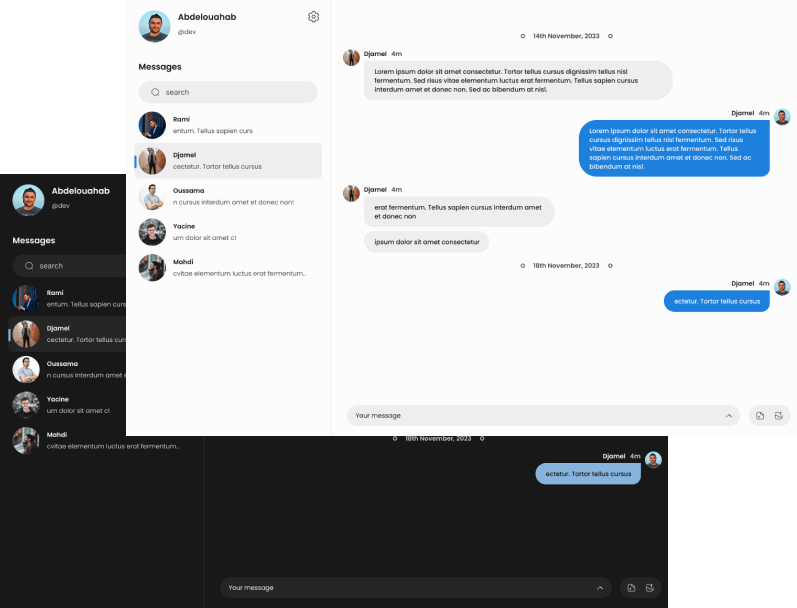 Abdelouahab
@dev
Messages
search
Rami
entum. Tellus sapien curs
Djamel
cectetur. Tortor tellus cursus
Oussama
n cursus interdum amet et donec non!
Yacine
um dolor sit amet c!
Mahdi
cvitae elementum luctus erat fermentum..
14th November, 2023
Djamel 4m
Lorem ipsum dolor sit amet consectetur. Tortor tellus cursus dignissim tellus nisl
fermentum. Sed risus vitae elementum luctus erat fermentum. Tellus sapien cursus
interdum amet et donec non. Sed ac bibendum at nisl.
Djamel 4m
Lorem ipsum dolor sit amet consectetur. Tortor tellus
cursus dignissim tellus nisl fermentum. Sed risus
vitae elementum luctus erat fermentum. Tellus
sapien cursus interdum amet et donec non. Sed ac
bibendum at nisl.
Djamel 4m
erat fermentum. Tellus sapien cursus interdum amet
et donec non
ipsum dolor sit amet consectetur
18th November, 2023
Djamel 4m
ectetur. Tortor tellus cursus
Your message
Abdelouahab
@dev
Messages
search
Rami
entum. Tellus sapien curs
Djamel
cectetur. Tortor tellus cur
Oussama
n cursus interdum amet
Yacine
um dolor sit amet c!
Mahdi
cvitae elementum luctus erat fermentum..
18th November, 2023
Djamel 4m
ectetur. Tortor tellus cursus
Your message